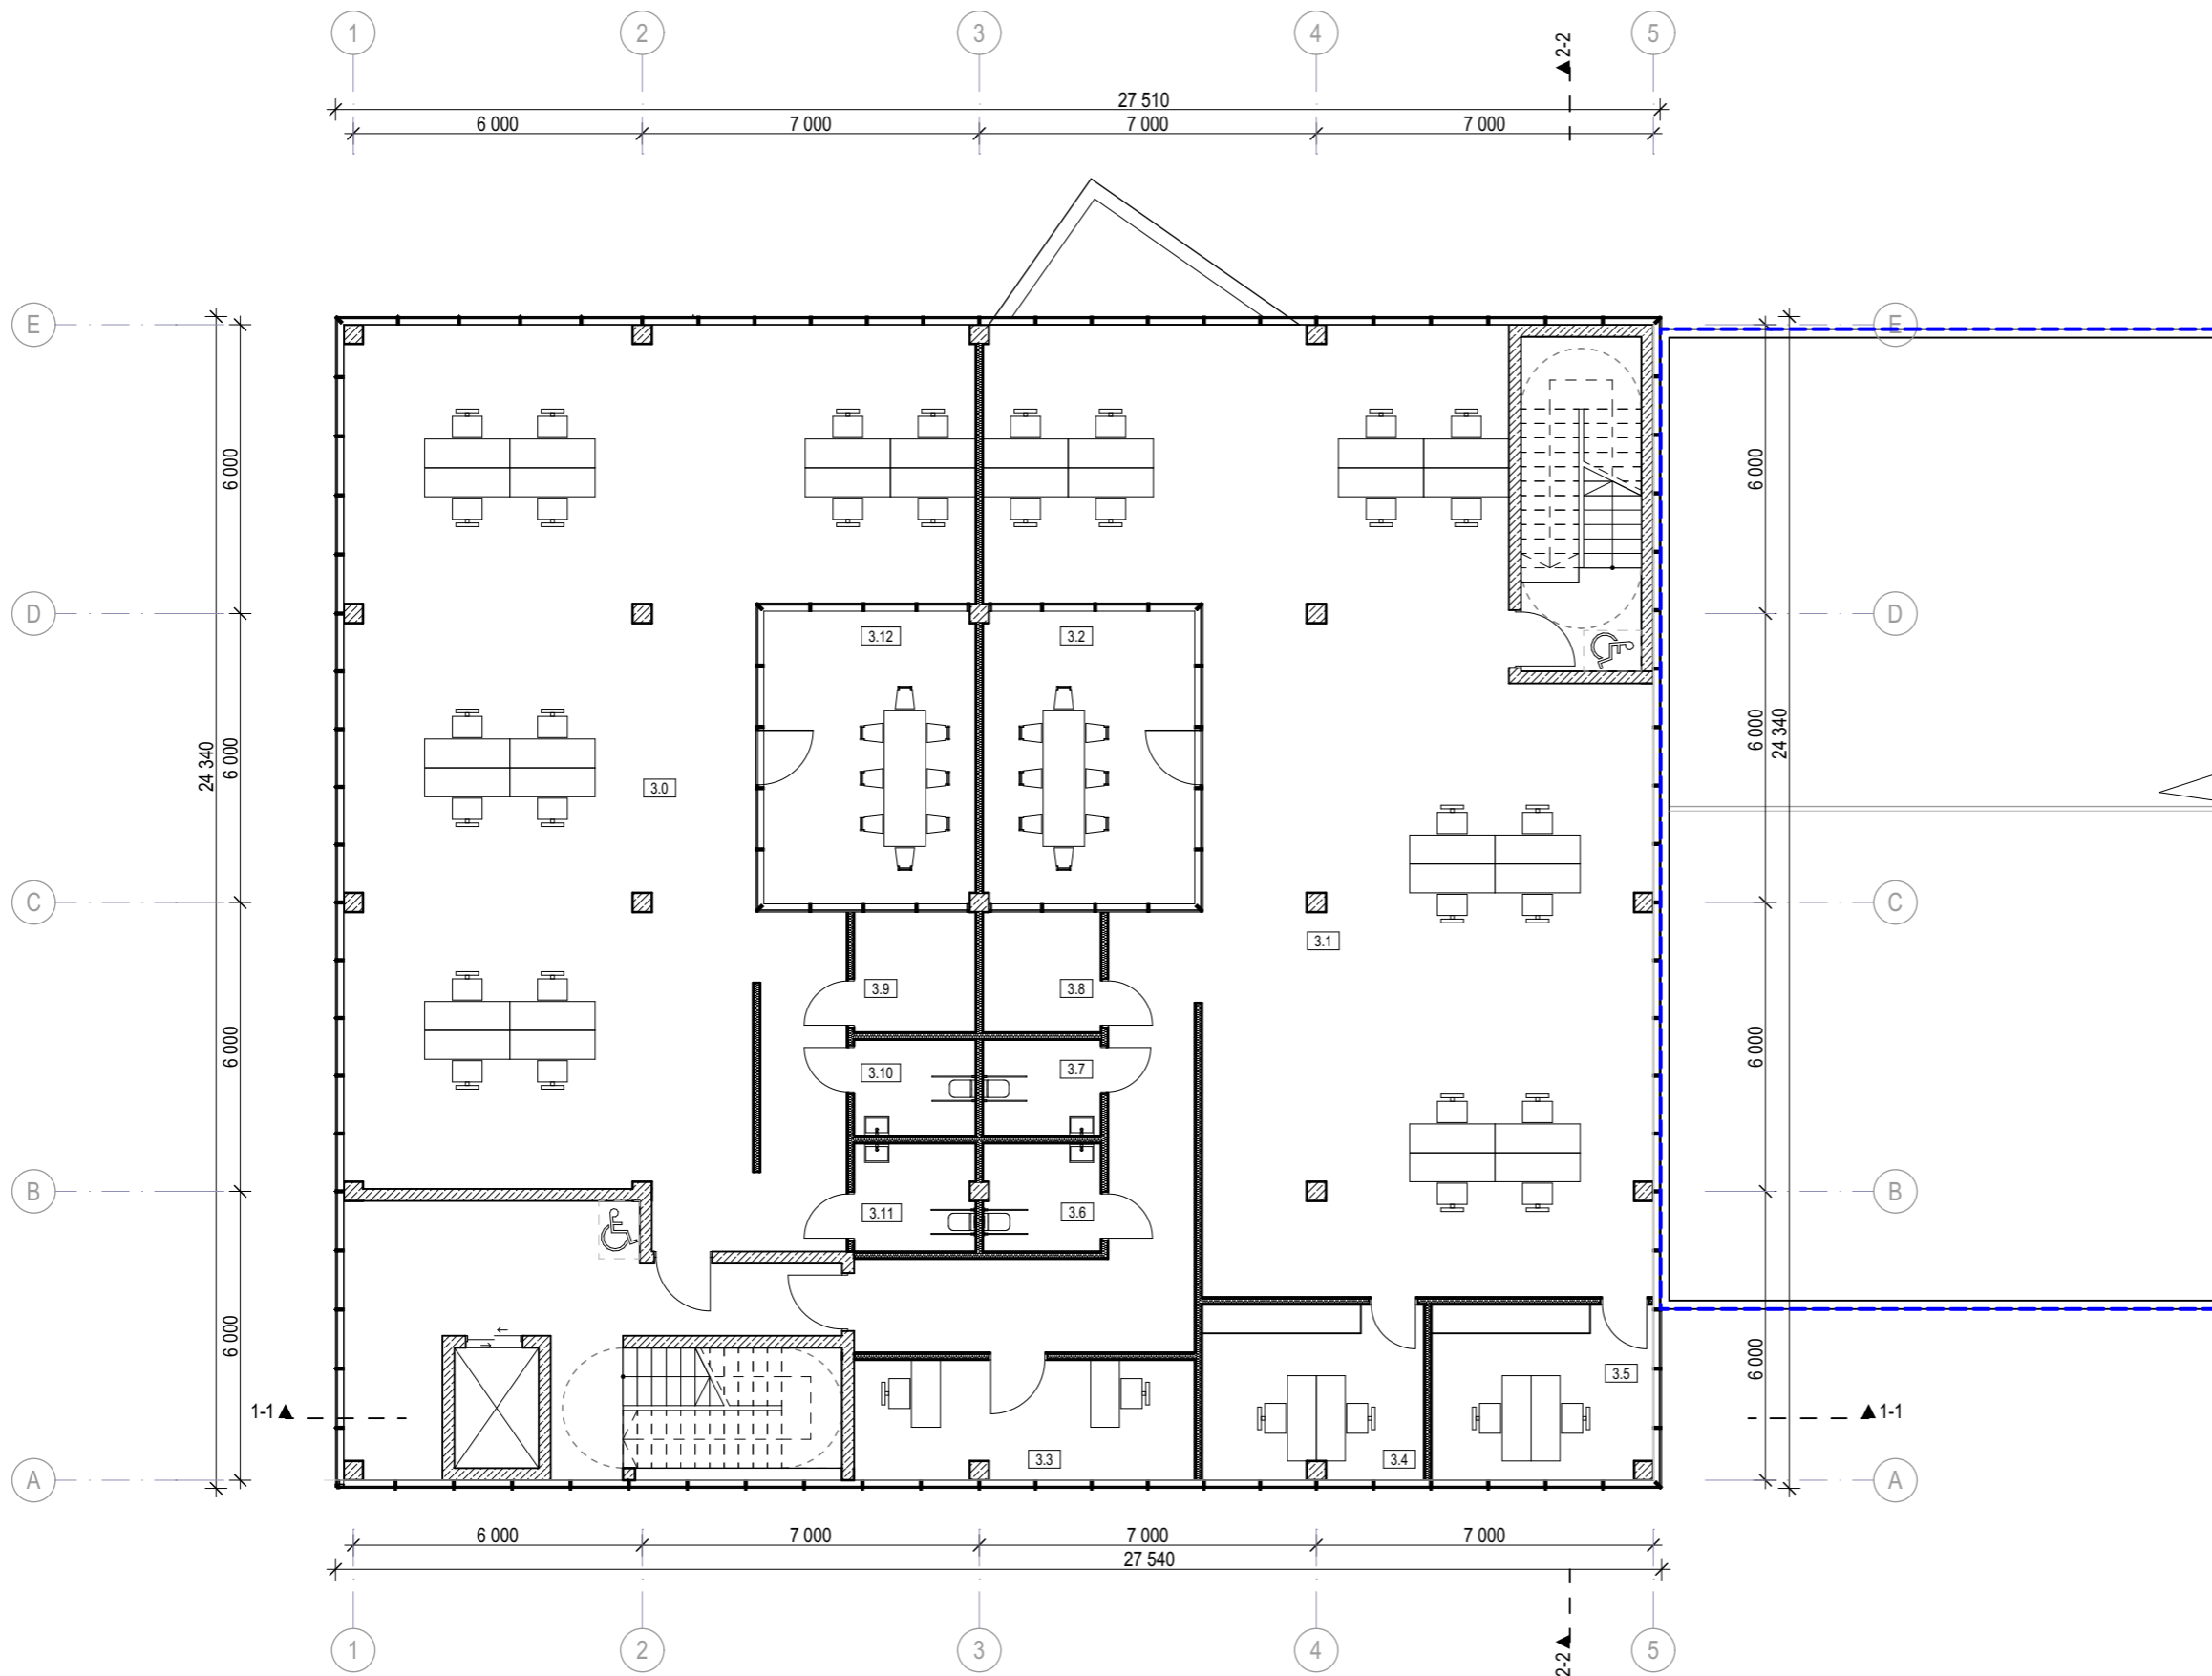 1 2 3 4 5
2-2
27 510
6 000 7 000 7 000 7 000
E E
6 000 6 000
D D
3.12 3.2
24 340 6 000 3.0 6 000 24 340
C C
3.1
3.9 3.8
6 000 6 000
3.10 3.7
B B
3.11 3.6
6 000 6 000
3.5
1-1 1-1
3.3 3.4
A A
6 000 7 000 7 000 7 000
27 540
2-2
1 2 3 4 5